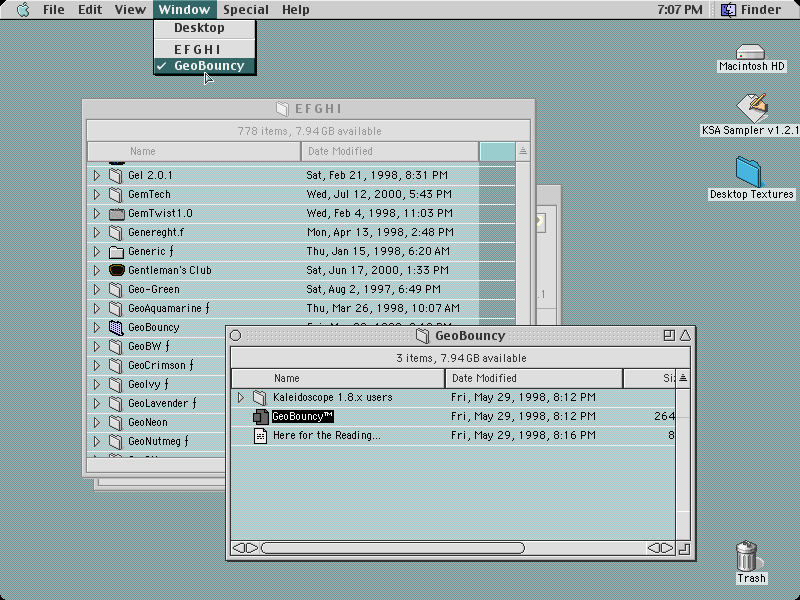 File Edit View Window Special Help 7:07 PM Finder
Desktop
E F G H I
✓ GeoBouncy
Macintosh HD
KSA Sampler v1.2.1
Desktop Textures
Trash
E F G H I
778 items, 7.94 GB available
Name Date Modified
Gel 2.0.1 Sat, Feb 21, 1998, 8:31 PM
GemTech Wed, Jul 12, 2000, 5:43 PM
GemTwist1.0 Wed, Feb 4, 1998, 11:03 PM
Genereght.f Mon, Apr 13, 1998, 2:48 PM
Generic ƒ Thu, Jan 15, 1998, 6:20 AM
Gentleman's Club Sat, Jun 17, 2000, 1:33 PM
Geo-Green Sat, Aug 2, 1997, 6:49 PM
GeoAquamarine ƒ Thu, Mar 26, 1998, 10:07 AM
GeoBouncy
GeoBW ƒ
GeoCrimson ƒ
GeoIvy ƒ
GeoLavender ƒ
GeoNeon
GeoNutmeg ƒ
.1
GeoBouncy
3 items, 7.94 GB available
Name Date Modified Si
Kaleidoscope 1.8.x users Fri, May 29, 1998, 8:12 PM
GeoBouncy™ Fri, May 29, 1998, 8:12 PM 264
Here for the Reading... Fri, May 29, 1998, 8:16 PM 8